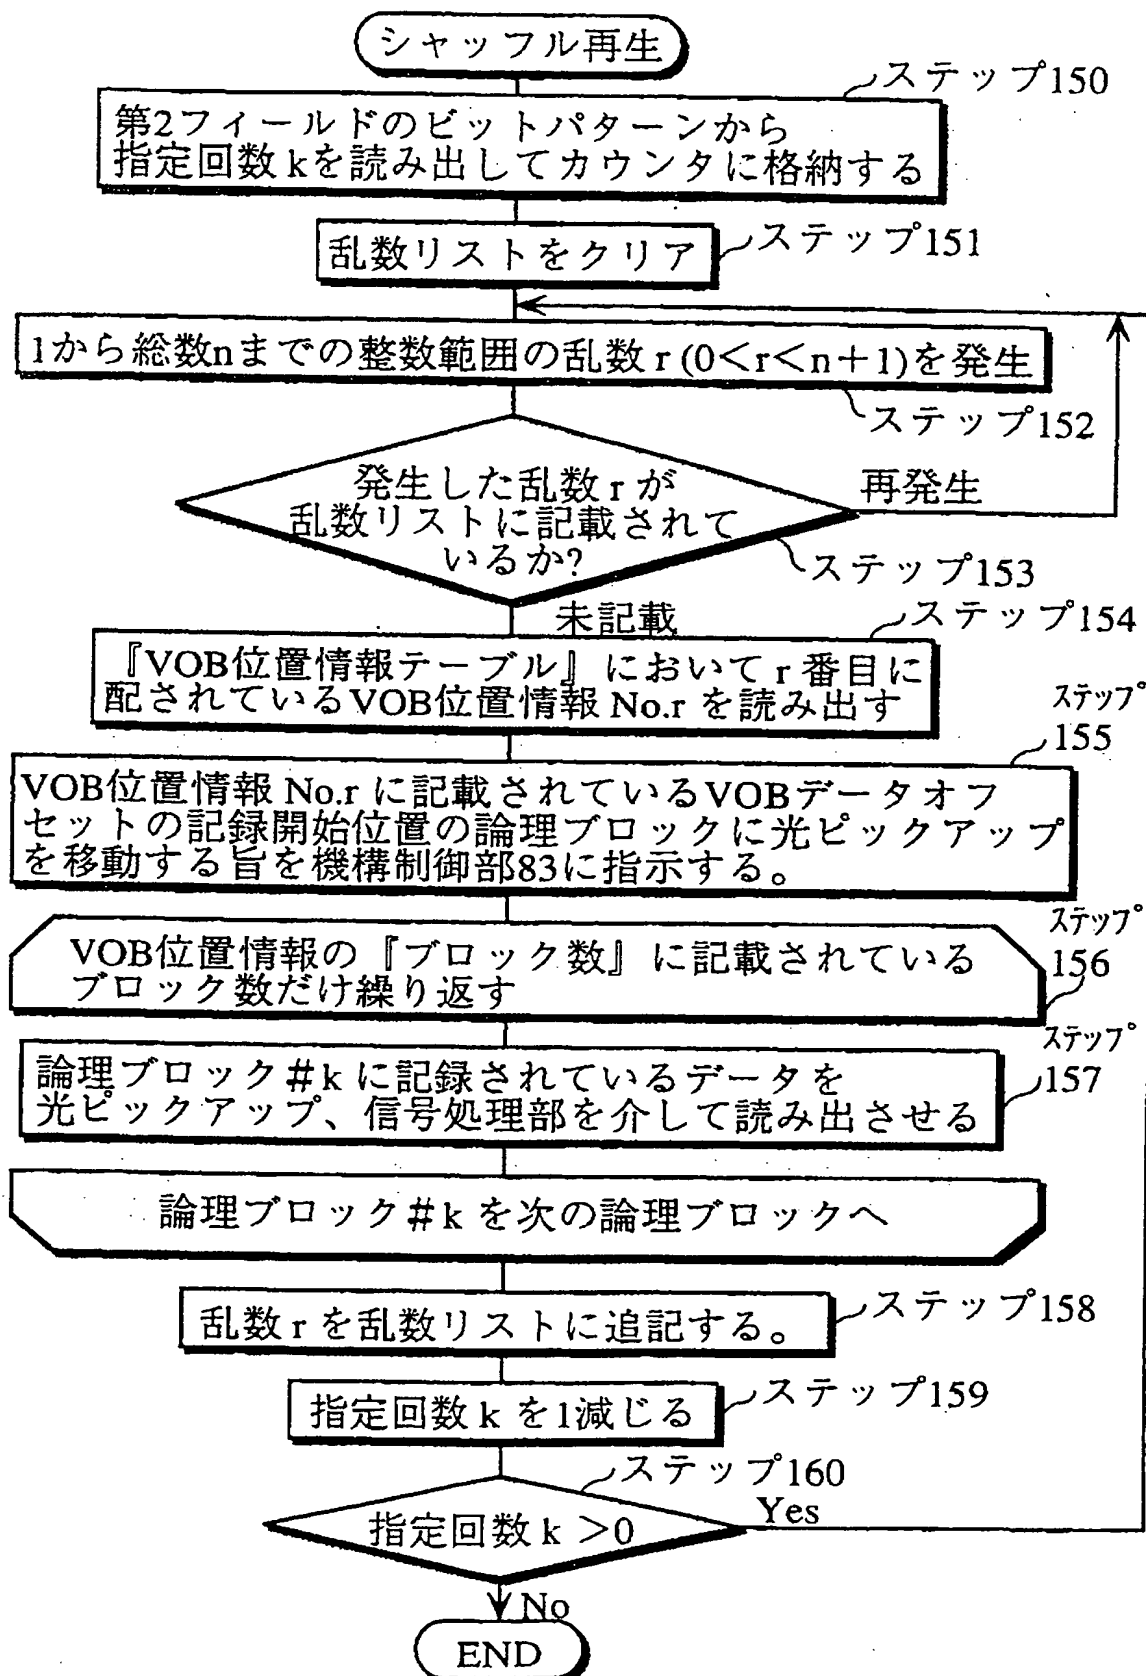 シャッフル再生
ステップ150
第2フィールドのビットパターンから
指定回数 kを読み出してカウンタに格納する
乱数リストをクリア
ステップ151
1から総数nまでの整数範囲の乱数 r (0<r<n+1)を発生
ステップ152
発生した乱数 r が
乱数リストに記載されて
いるか?
再発生
ステップ153
未記載
ステップ154
『VOB位置情報テーブル』において r 番目に
配されているVOB位置情報 No.r を読み出す
ステップ
155
VOB位置情報 No.r に記載されているVOBデータオフ
セットの記録開始位置の論理ブロックに光ピックアップ
を移動する旨を機構制御部83に指示する。
ステップ
156
VOB位置情報の『ブロック数』に記載されている
ブロック数だけ繰り返す
ステップ
157
論理ブロック#k に記録されているデータを
光ピックアップ、信号処理部を介して読み出させる
論理ブロック#k を次の論理ブロックへ
ステップ158
乱数 r を乱数リストに追記する。
指定回数 k を1減じる
ステップ159
ステップ160
指定回数 k >0
Yes
No
END